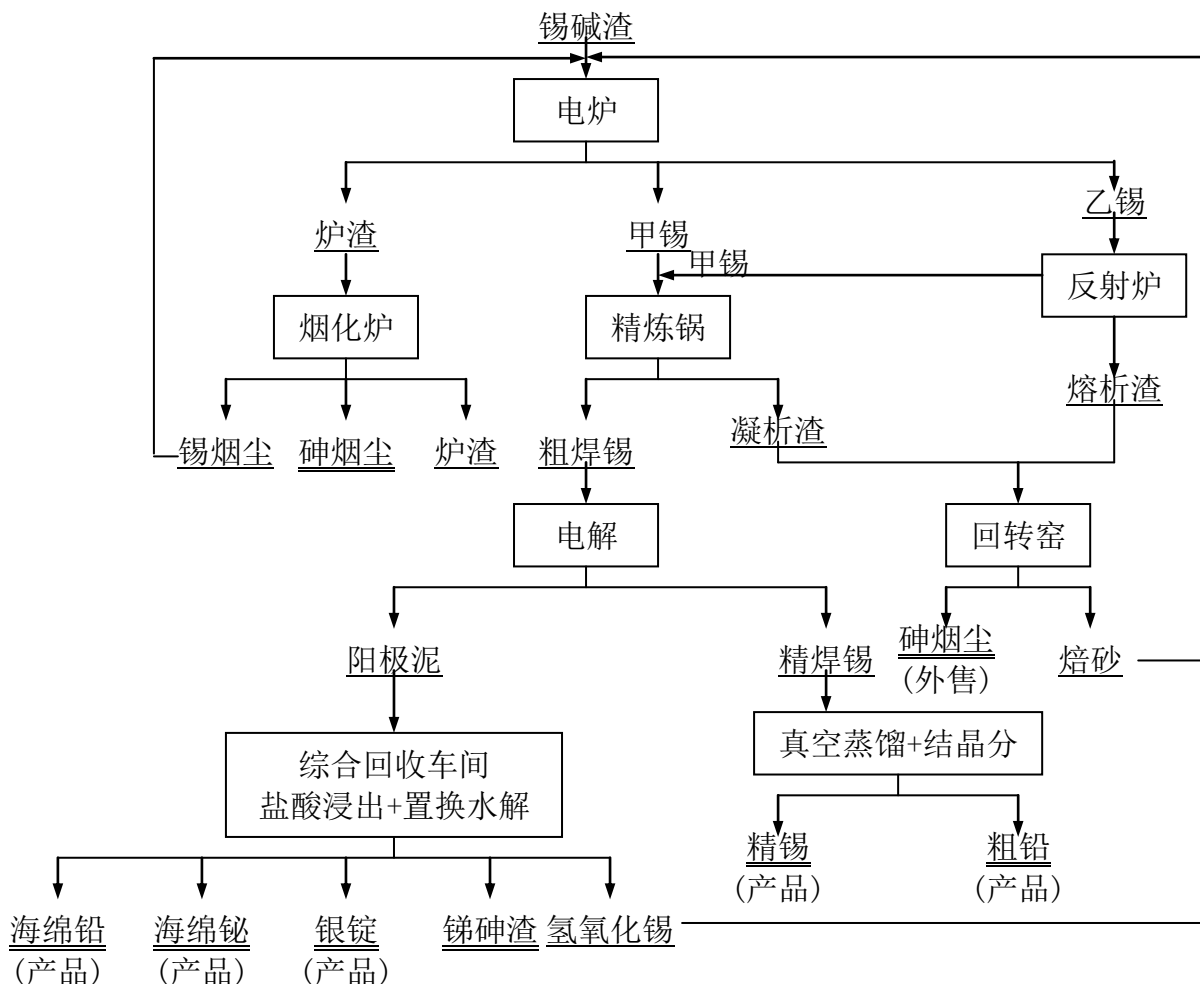 锡碱渣
电炉
炉渣
甲锡
乙锡
甲锡
反射炉
烟化炉
精炼锅
熔析渣
锡烟尘
砷烟尘
炉渣
粗焊锡
凝析渣
电解
回转窑
阳极泥
精焊锡
砷烟尘
(外售)
焙砂
综合回收车间
盐酸浸出+置换水解
真空蒸馏+结晶分
精锡
(产品)
粗铅
(产品)
海绵铅
(产品)
海绵铋
(产品)
银锭
(产品)
锑砷渣
氢氧化锡